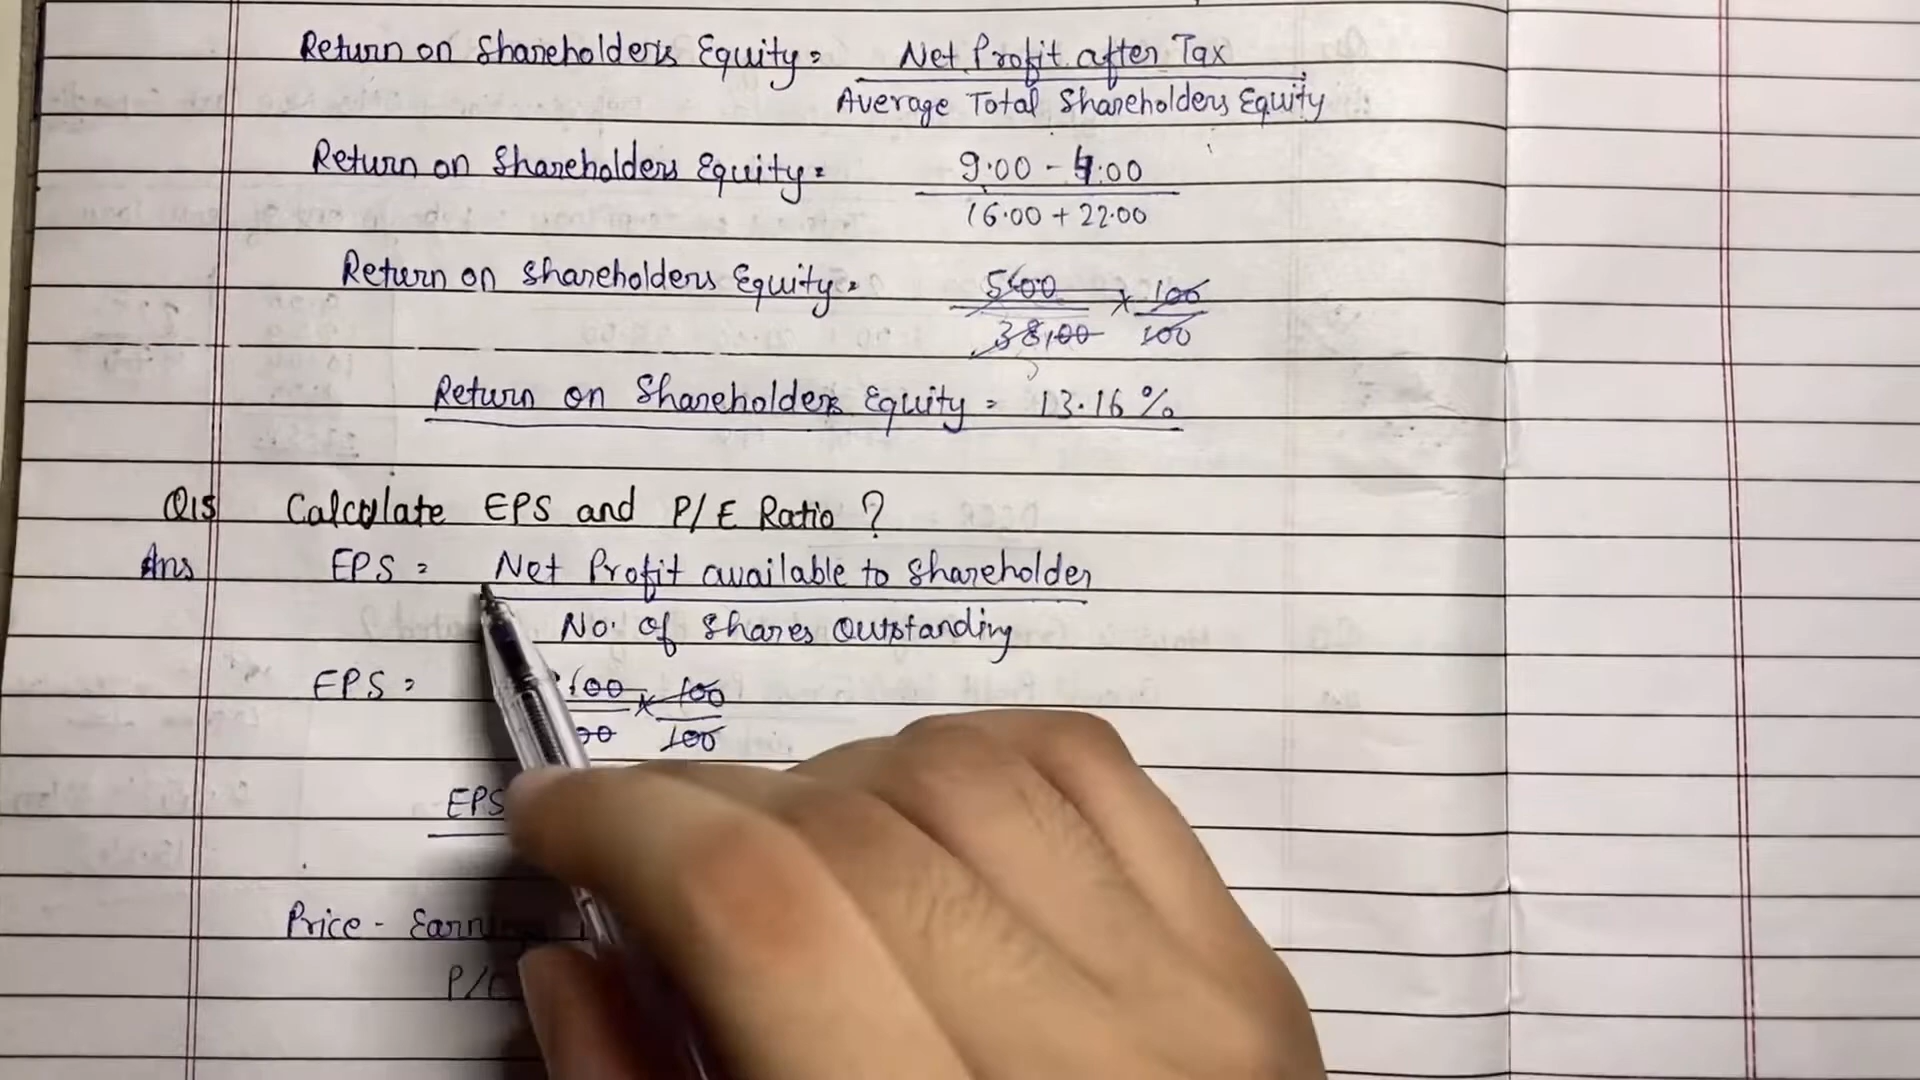 Return on Shareholders Equity = Net Profit after Tax
Average Total Shareholders Equity
Return on Shareholders Equity = 9.00 - 4.00
16.00 + 22.00
Return on Shareholders Equity = 5.00 × 100
38.00 100
Return on Shareholders Equity = 13.16 %
Q15 Calculate EPS and P/E Ratio ?
Ans EPS = Net Profit available to Shareholder
No. of Shares Outstanding
EPS = 100
100
EPS
Price -